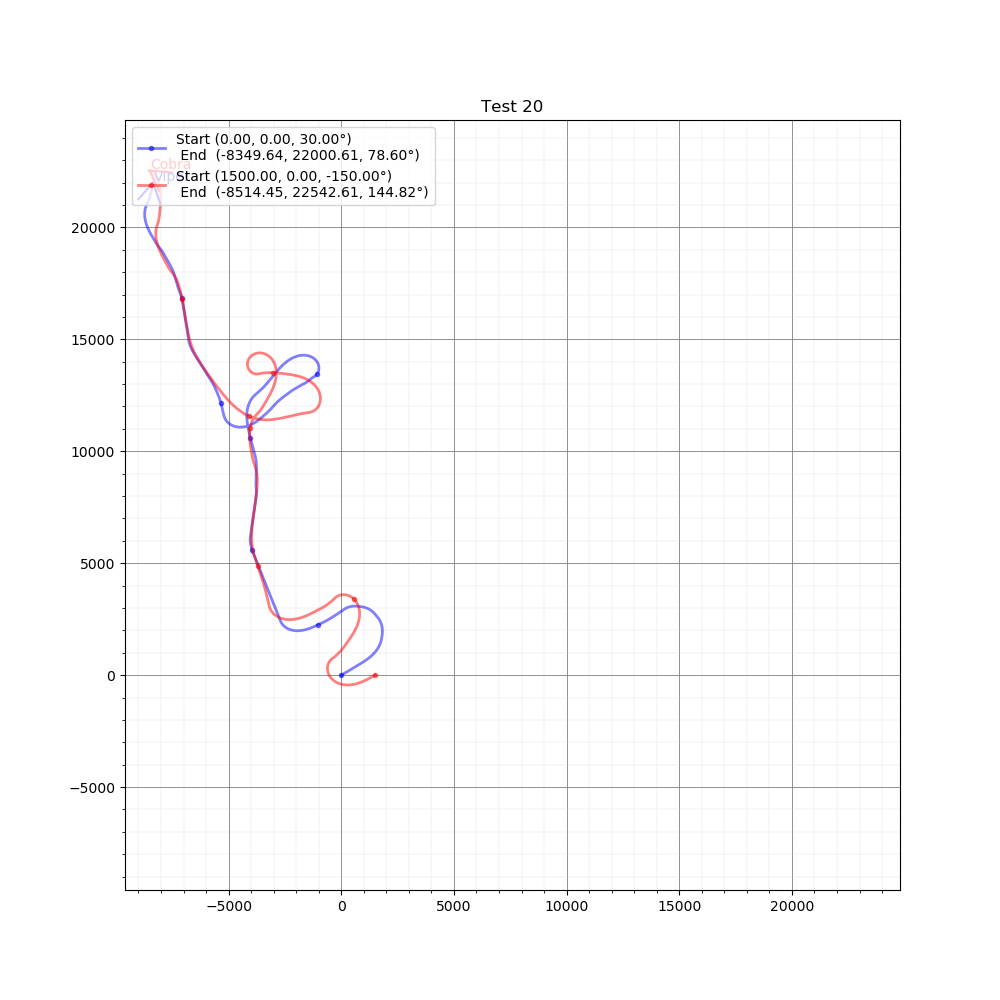 Test 20
Start (0.00, 0.00, 30.00°)
End (-8349.64, 22000.61, 78.60°)
Start (1500.00, 0.00, -150.00°)
End (-8514.45, 22542.61, 144.82°)
Cobra
20000
15000
10000
5000
0
−5000
−5000
0
5000
10000
15000
20000